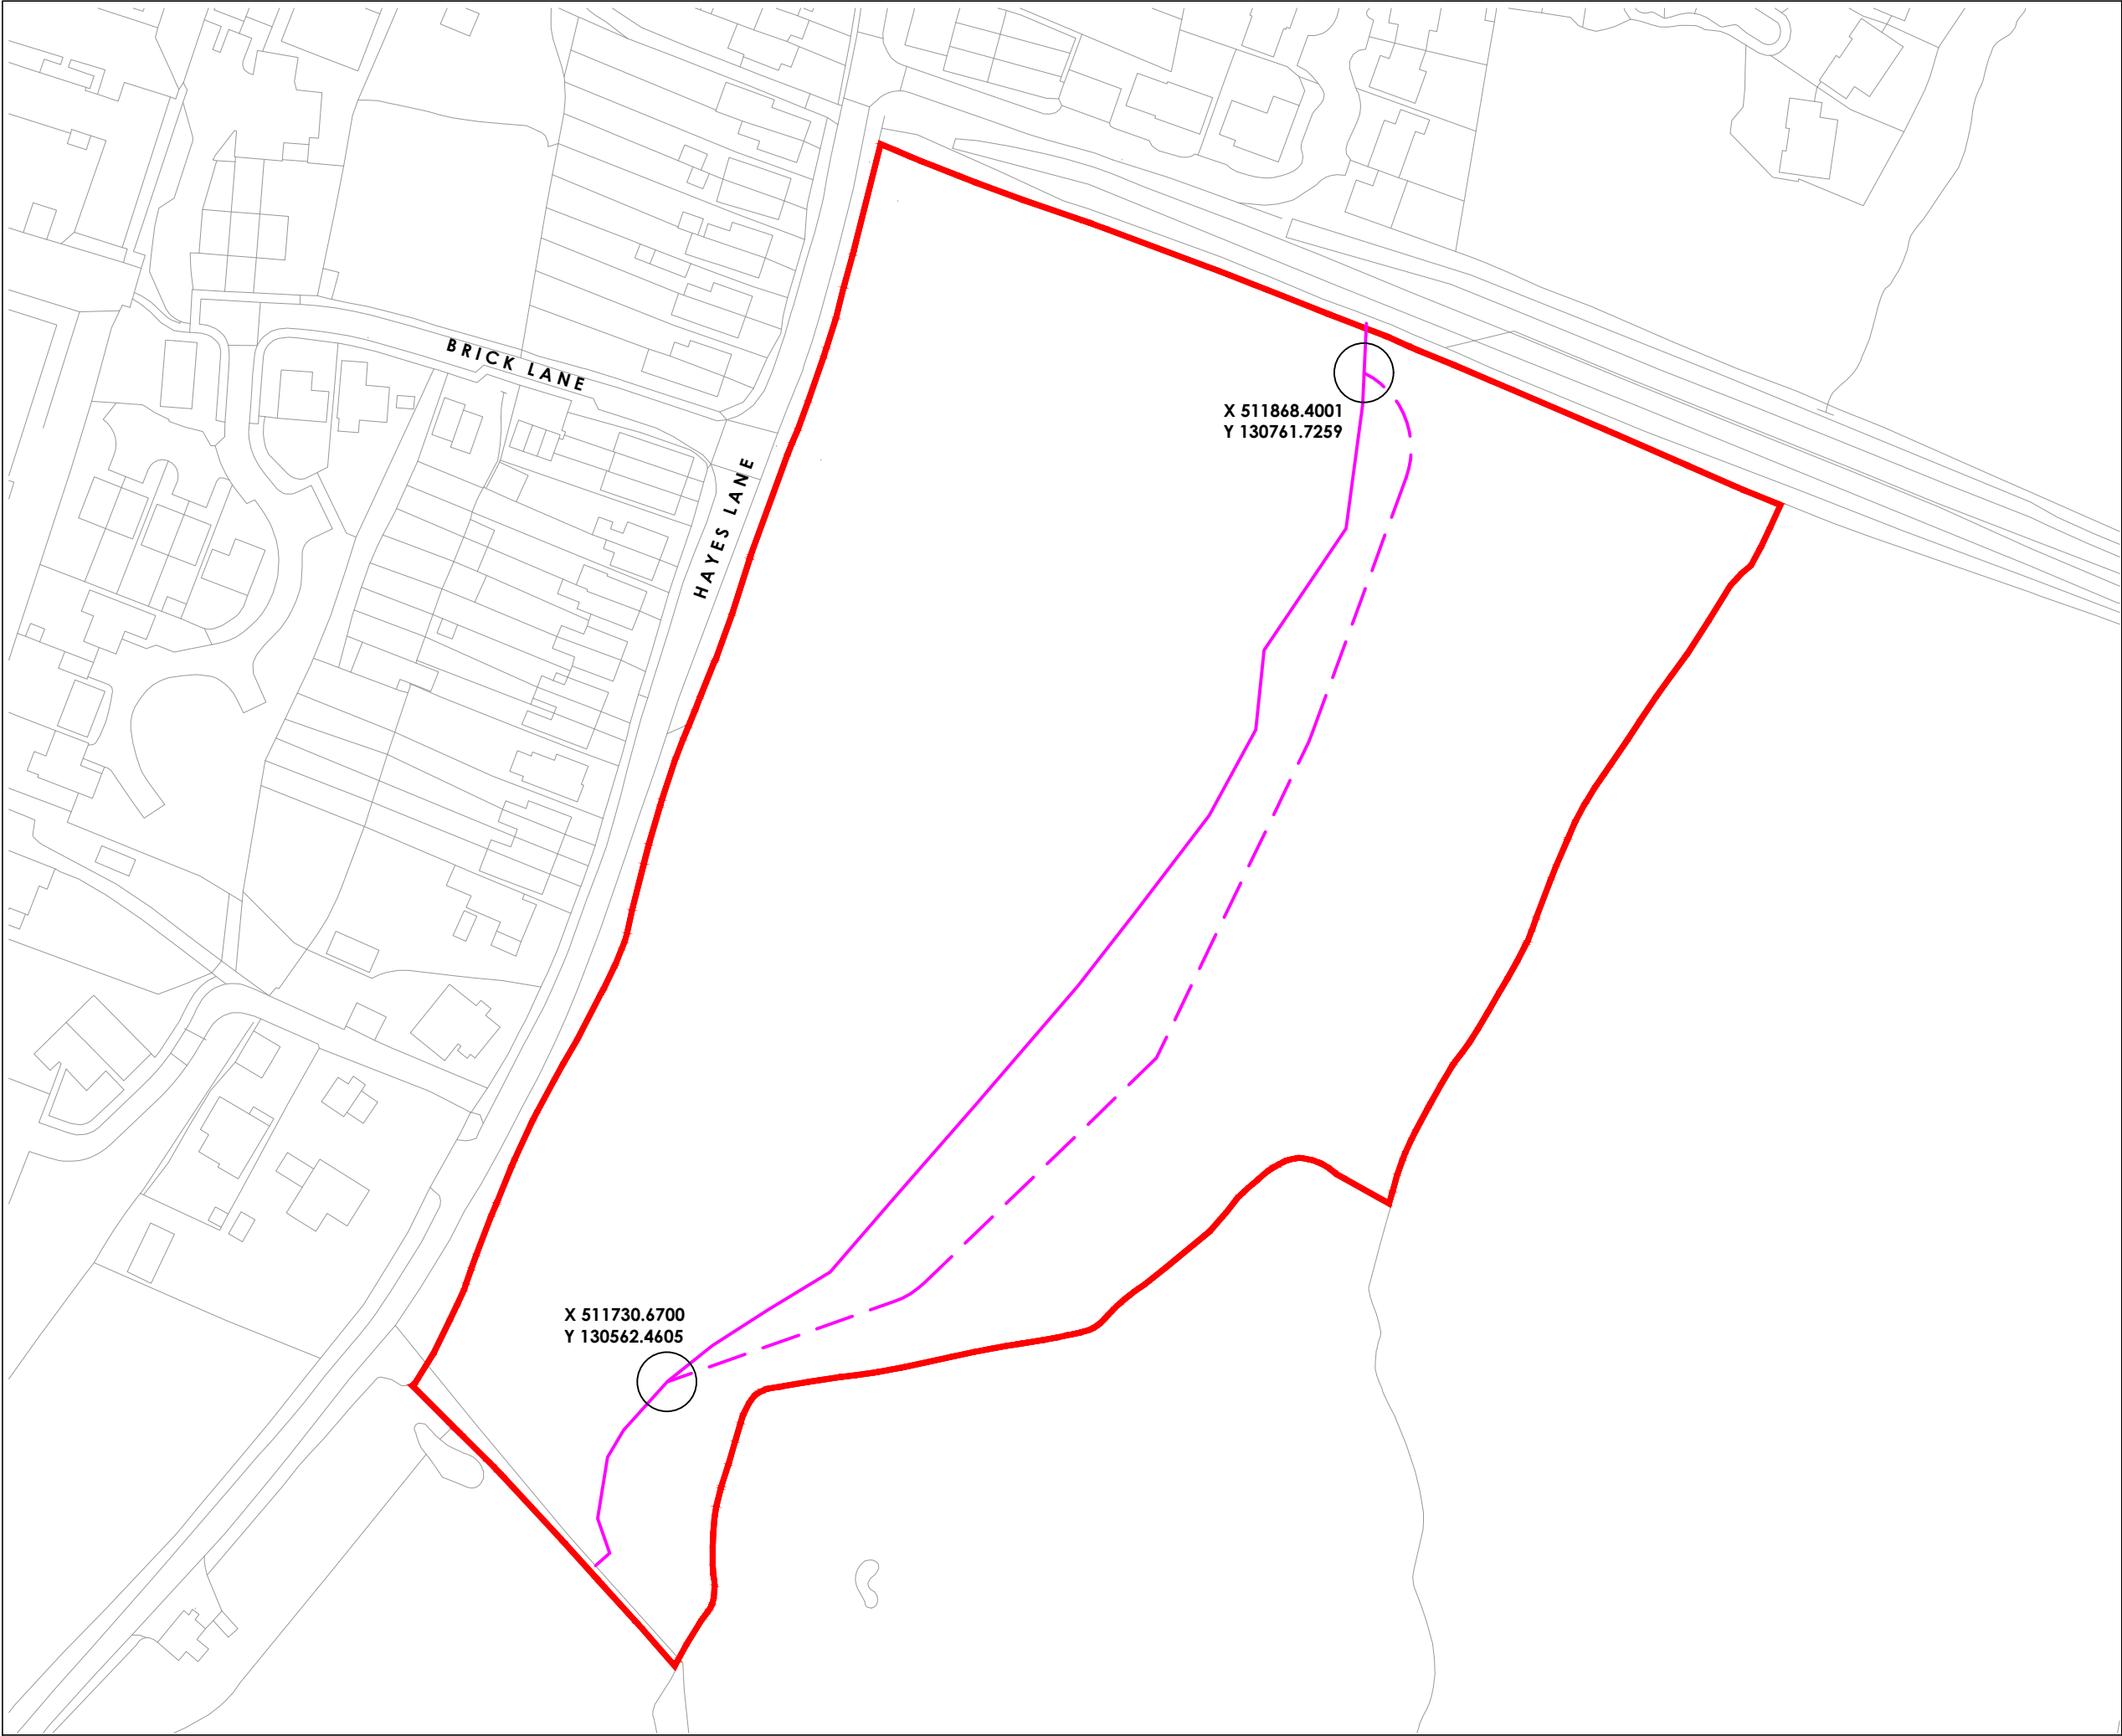 BRICK LANE
X 511868.4001
Y 130761.7259
HAYES LANE
X 511730.6700
Y 130562.4605